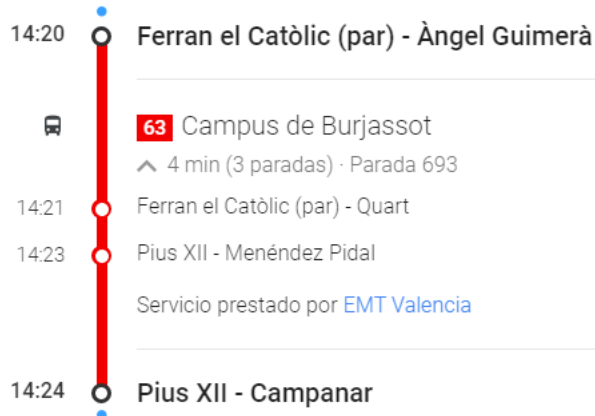 14:20 Ferran el Catòlic (par) - Àngel Guimerà
63 Campus de Burjassot
4 min (3 paradas) · Parada 693
14:21 Ferran el Catòlic (par) - Quart
14:23 Pius XII - Menéndez Pidal
Servicio prestado por EMT Valencia
14:24 Pius XII - Campanar